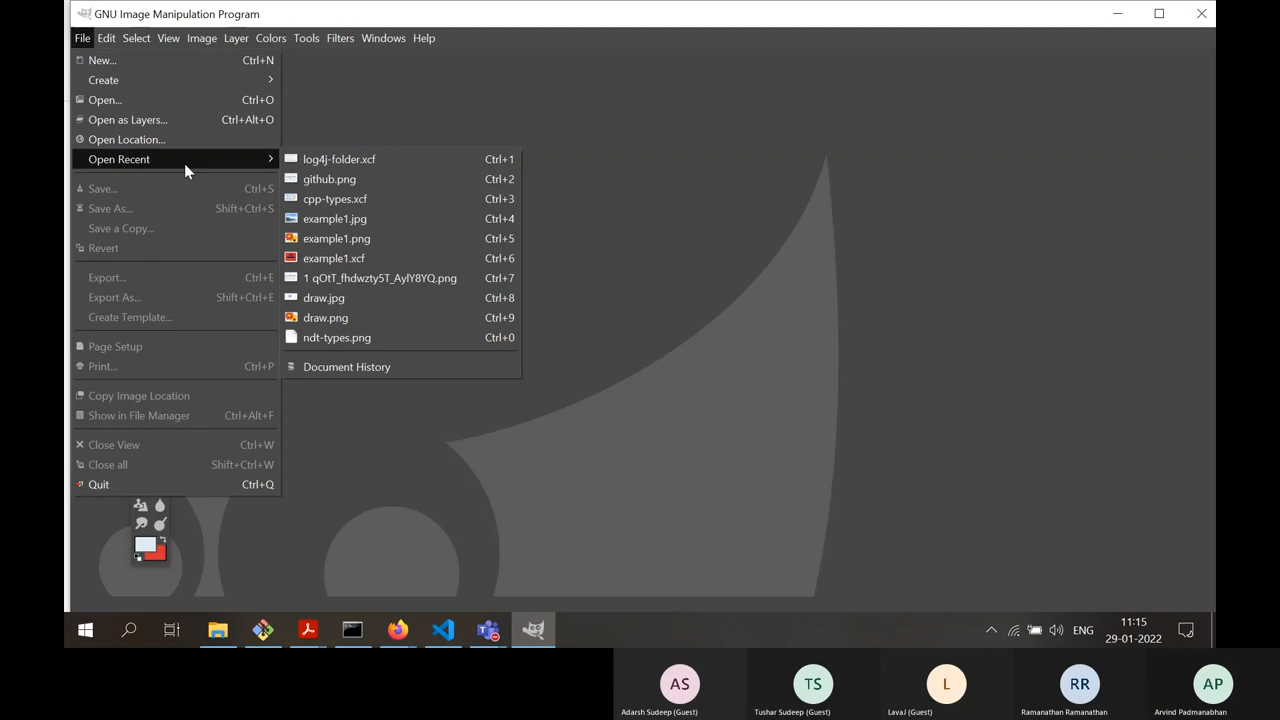 GNU Image Manipulation Program
File Edit Select View Image Layer Colors Tools Filters Windows Help
New... Ctrl+N
Create
Open... Ctrl+O
Open as Layers... Ctrl+Alt+O
Open Location...
Open Recent
Save... Ctrl+S
Save As... Shift+Ctrl+S
Save a Copy...
Revert
Export... Ctrl+E
Export As... Shift+Ctrl+E
Create Template...
Page Setup
Print... Ctrl+P
Copy Image Location
Show in File Manager Ctrl+Alt+F
Close View Ctrl+W
Close all Shift+Ctrl+W
Quit Ctrl+Q
log4j-folder.xcf Ctrl+1
github.png Ctrl+2
cpp-types.xcf Ctrl+3
example1.jpg Ctrl+4
example1.png Ctrl+5
example1.xcf Ctrl+6
1 qOtT_fhdwzty5T_AylY8YQ.png Ctrl+7
draw.jpg Ctrl+8
draw.png Ctrl+9
ndt-types.png Ctrl+0
Document History
ENG
11:15
29-01-2022
AS TS L RR AP
Adarsh Sudeep (Guest) Tushar Sudeep (Guest) LavaJ (Guest) Ramanathan Ramanathan Arvind Padmanabhan